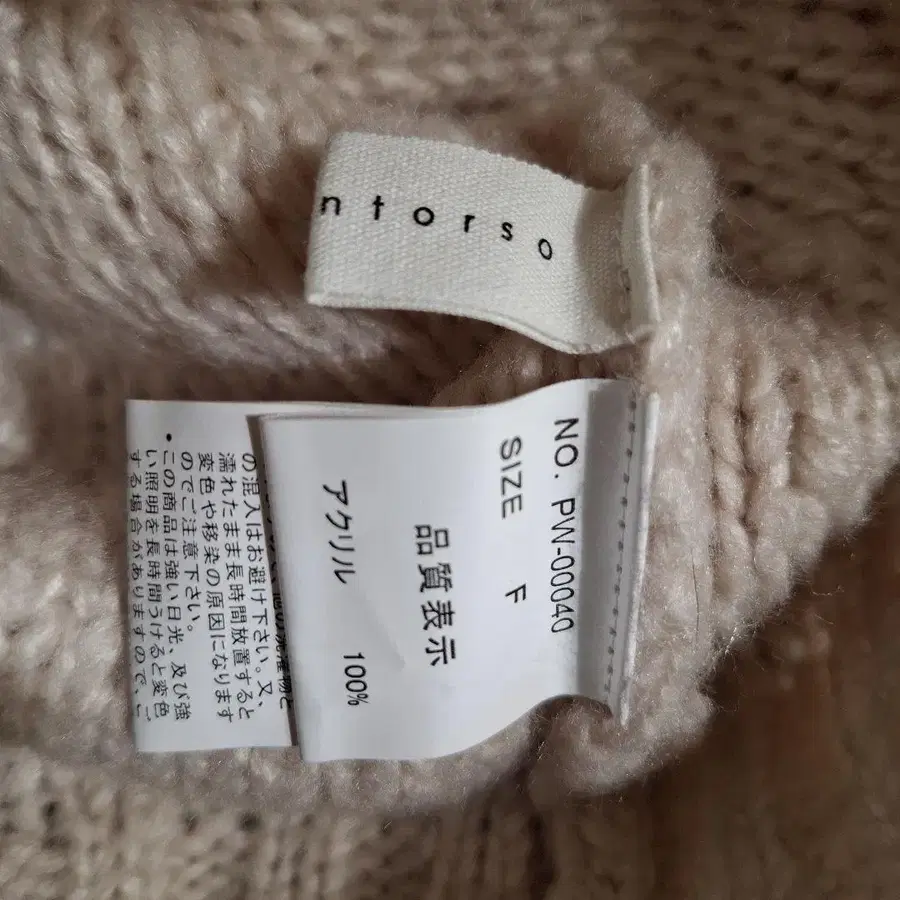 ntorso
NO. PW-00040
SIZE F
品質表示
アクリル 100%
の混入はお避け下さい。又、
濡れたまま長時間放置すると
変色や移染の原因になります
のでご注意下さい。
・この商品は強い日光、及び強
い照明を長時間うけると変色
する場合がありますので、